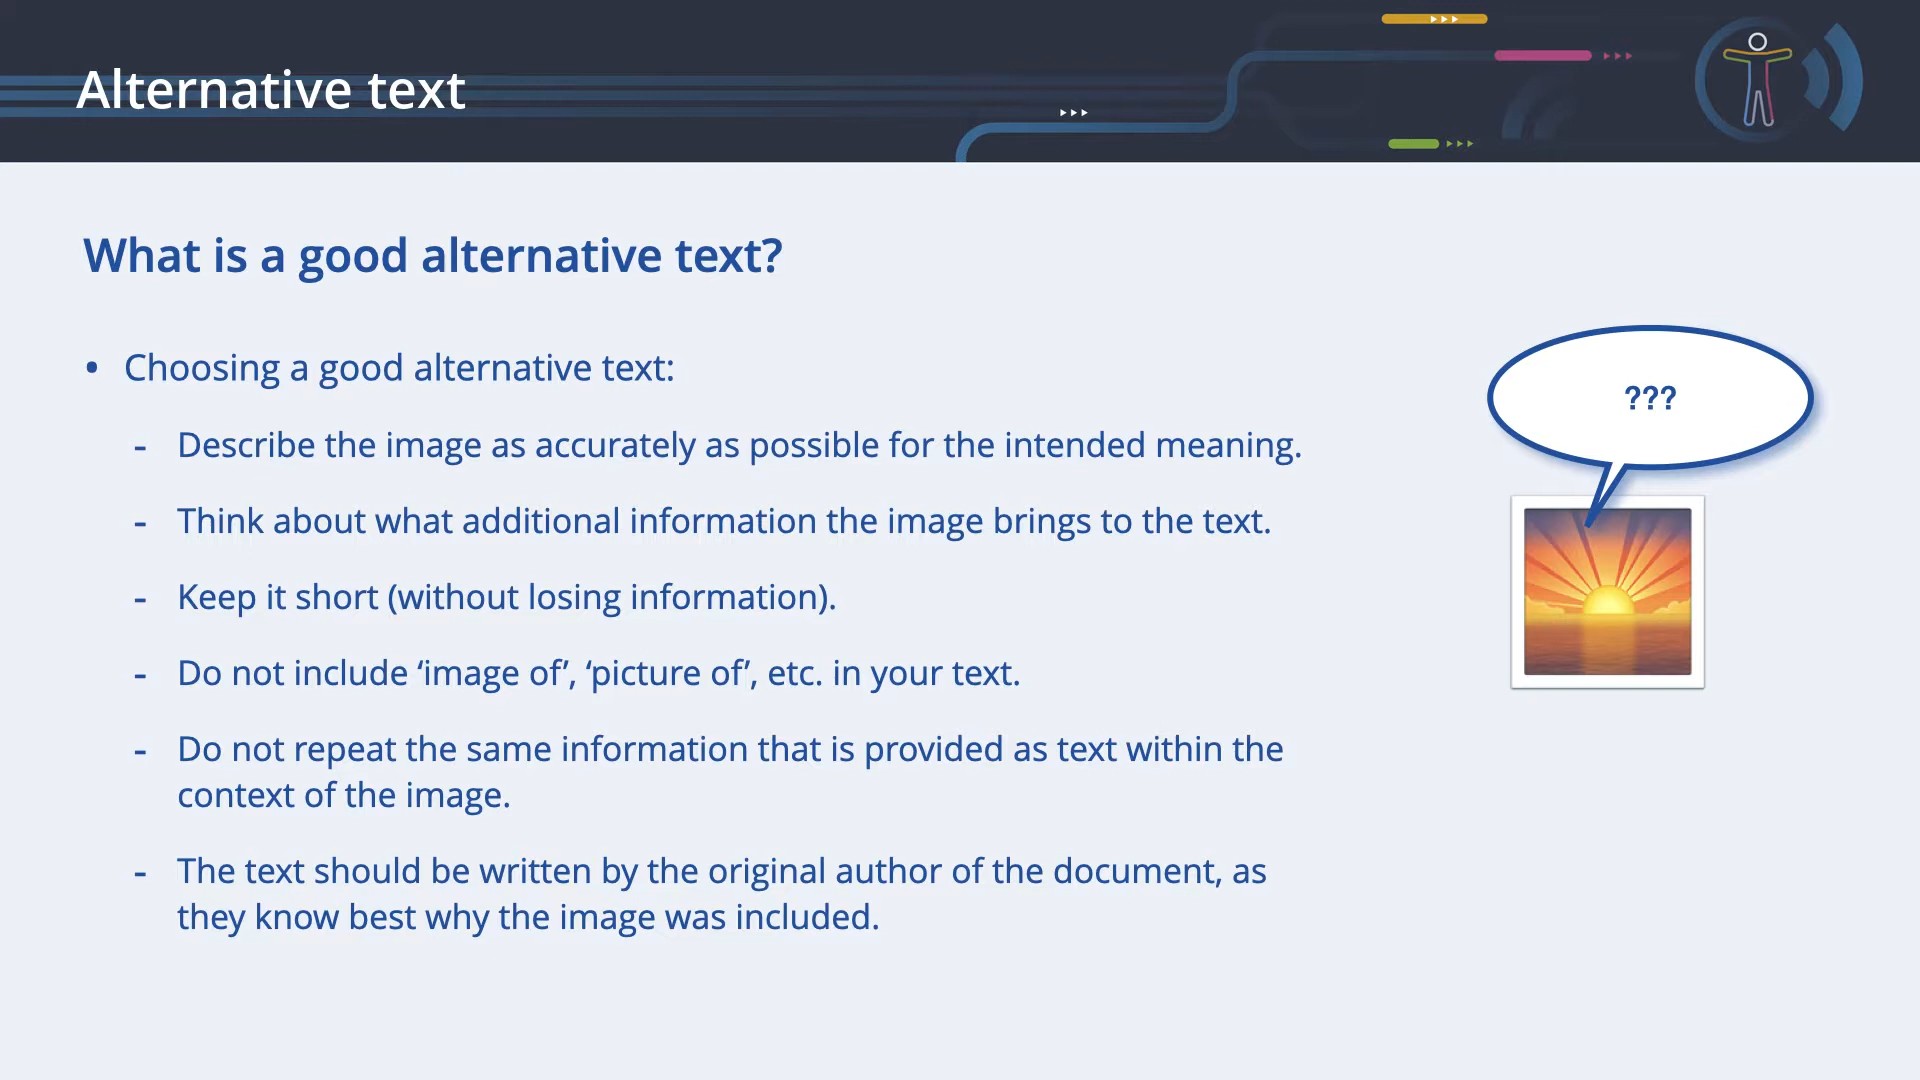 Alternative text
What is a good alternative text?
• Choosing a good alternative text:
- Describe the image as accurately as possible for the intended meaning.
- Think about what additional information the image brings to the text.
- Keep it short (without losing information).
- Do not include ‘image of’, ‘picture of’, etc. in your text.
- Do not repeat the same information that is provided as text within the
context of the image.
- The text should be written by the original author of the document, as
they know best why the image was included.
???